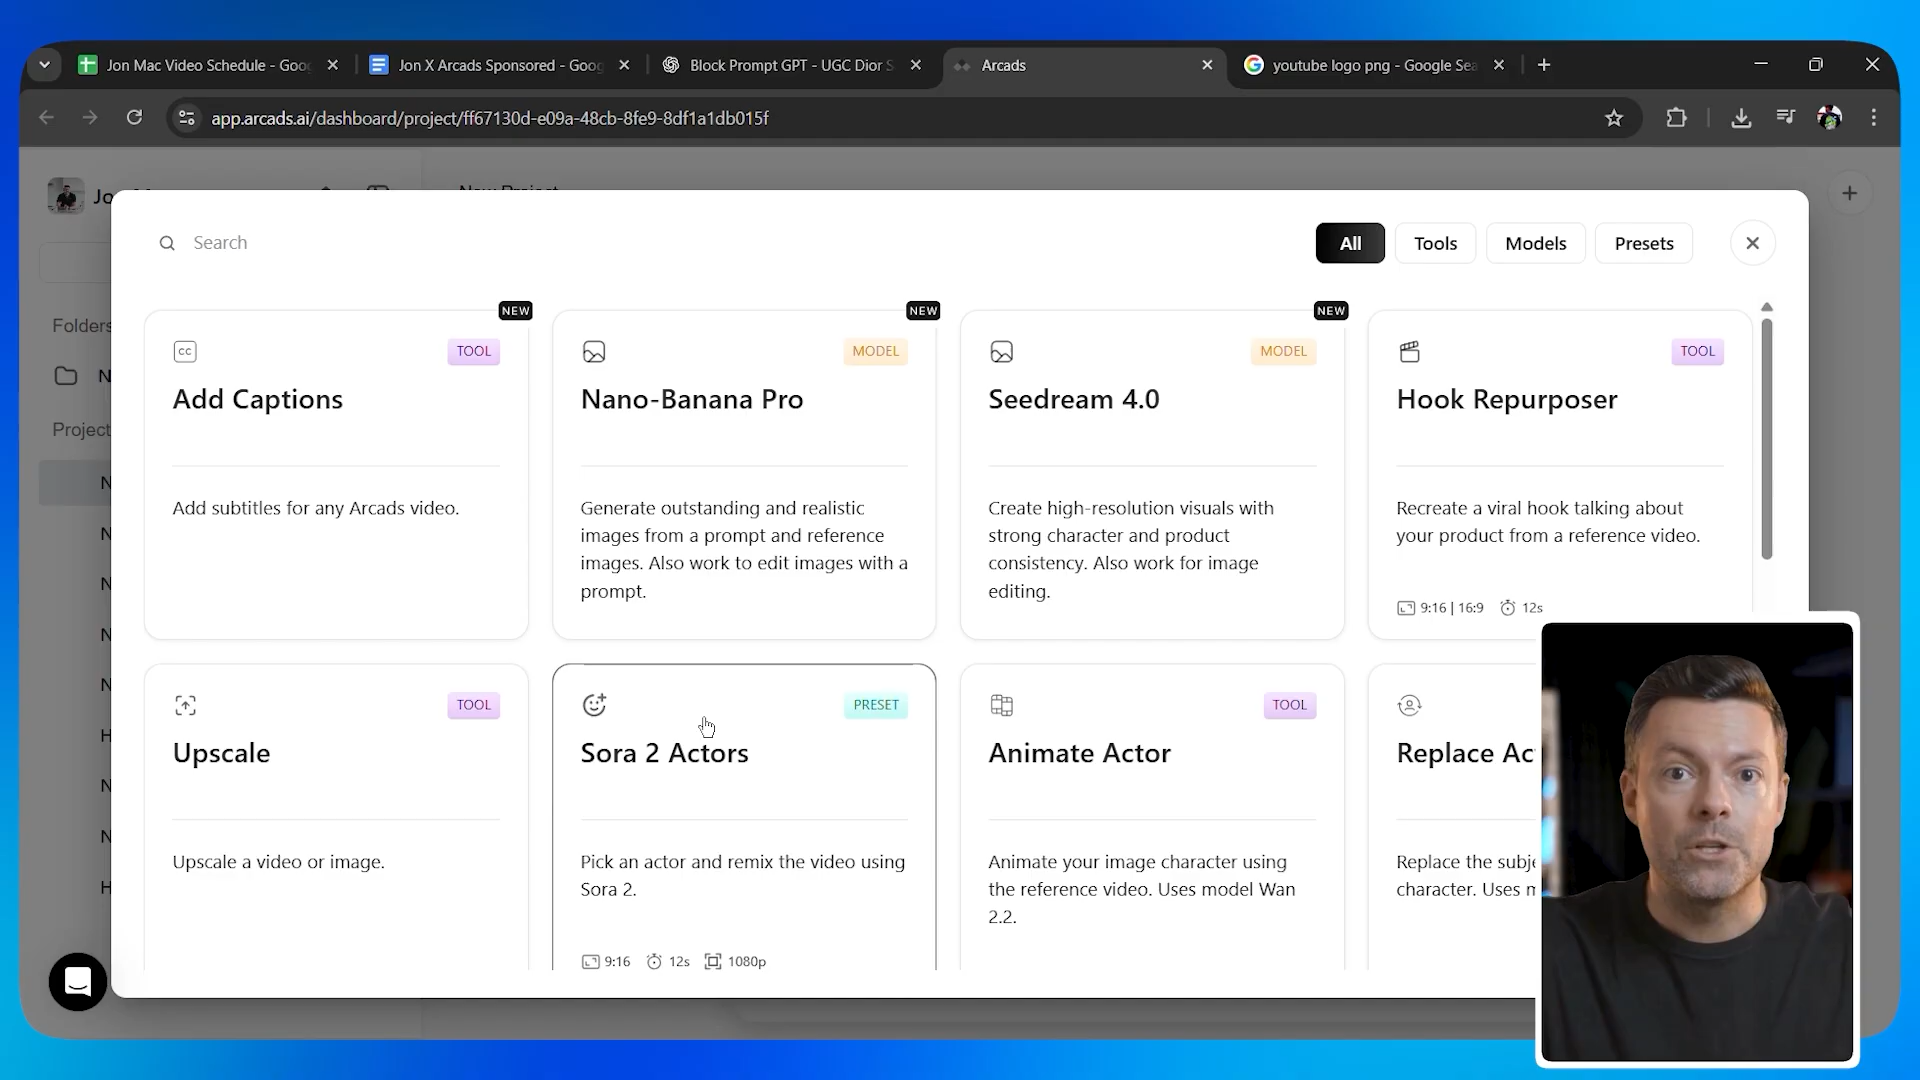 Jon Mac Video Schedule - Goog
Jon X Arcads Sponsored - Goog
Block Prompt GPT - UGC Dior S
Arcads
youtube logo png - Google Sea
app.arcads.ai/dashboard/project/ff67130d-e09a-48cb-8fe9-8df1a1db015f
New Project
Search
All
Tools
Models
Presets
Folders
Project
NEW
NEW
NEW
CC
TOOL
MODEL
MODEL
TOOL
Add Captions
Nano-Banana Pro
Seedream 4.0
Hook Repurposer
Add subtitles for any Arcads video.
Generate outstanding and realistic
images from a prompt and reference
images. Also work to edit images with a
prompt.
Create high-resolution visuals with
strong character and product
consistency. Also work for image
editing.
Recreate a viral hook talking about
your product from a reference video.
9:16 | 16:9
12s
TOOL
PRESET
TOOL
Upscale
Sora 2 Actors
Animate Actor
Replace Ac
Upscale a video or image.
Pick an actor and remix the video using
Sora 2.
Animate your image character using
the reference video. Uses model Wan
2.2.
Replace the subje
character. Uses m
9:16
12s
1080p